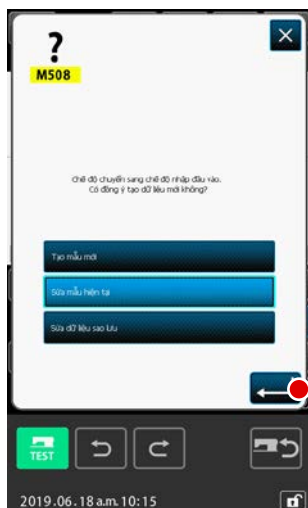 ?
M508
Chế độ chuyển sang chế độ nhập đầu vào.
Có đồng ý tạo dữ liệu mới không?
Tạo mẫu mới
Sửa mẫu hiện tại
Sửa dữ liệu sao lưu
TEST
2019.06.18 a.m. 10:15